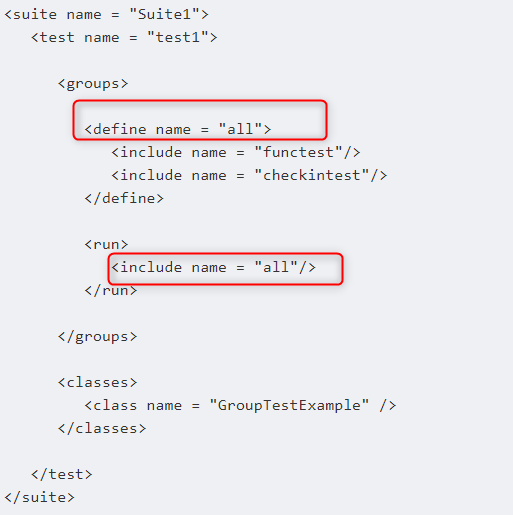 <suite name = "Suite1">
<test name = "test1">
<groups>
<define name = "all">
<include name = "functest"/>
<include name = "checkintest"/>
</define>
<run>
<include name = "all"/>
</run>
</groups>
<classes>
<class name = "GroupTestExample" />
</classes>
</test>
</suite>